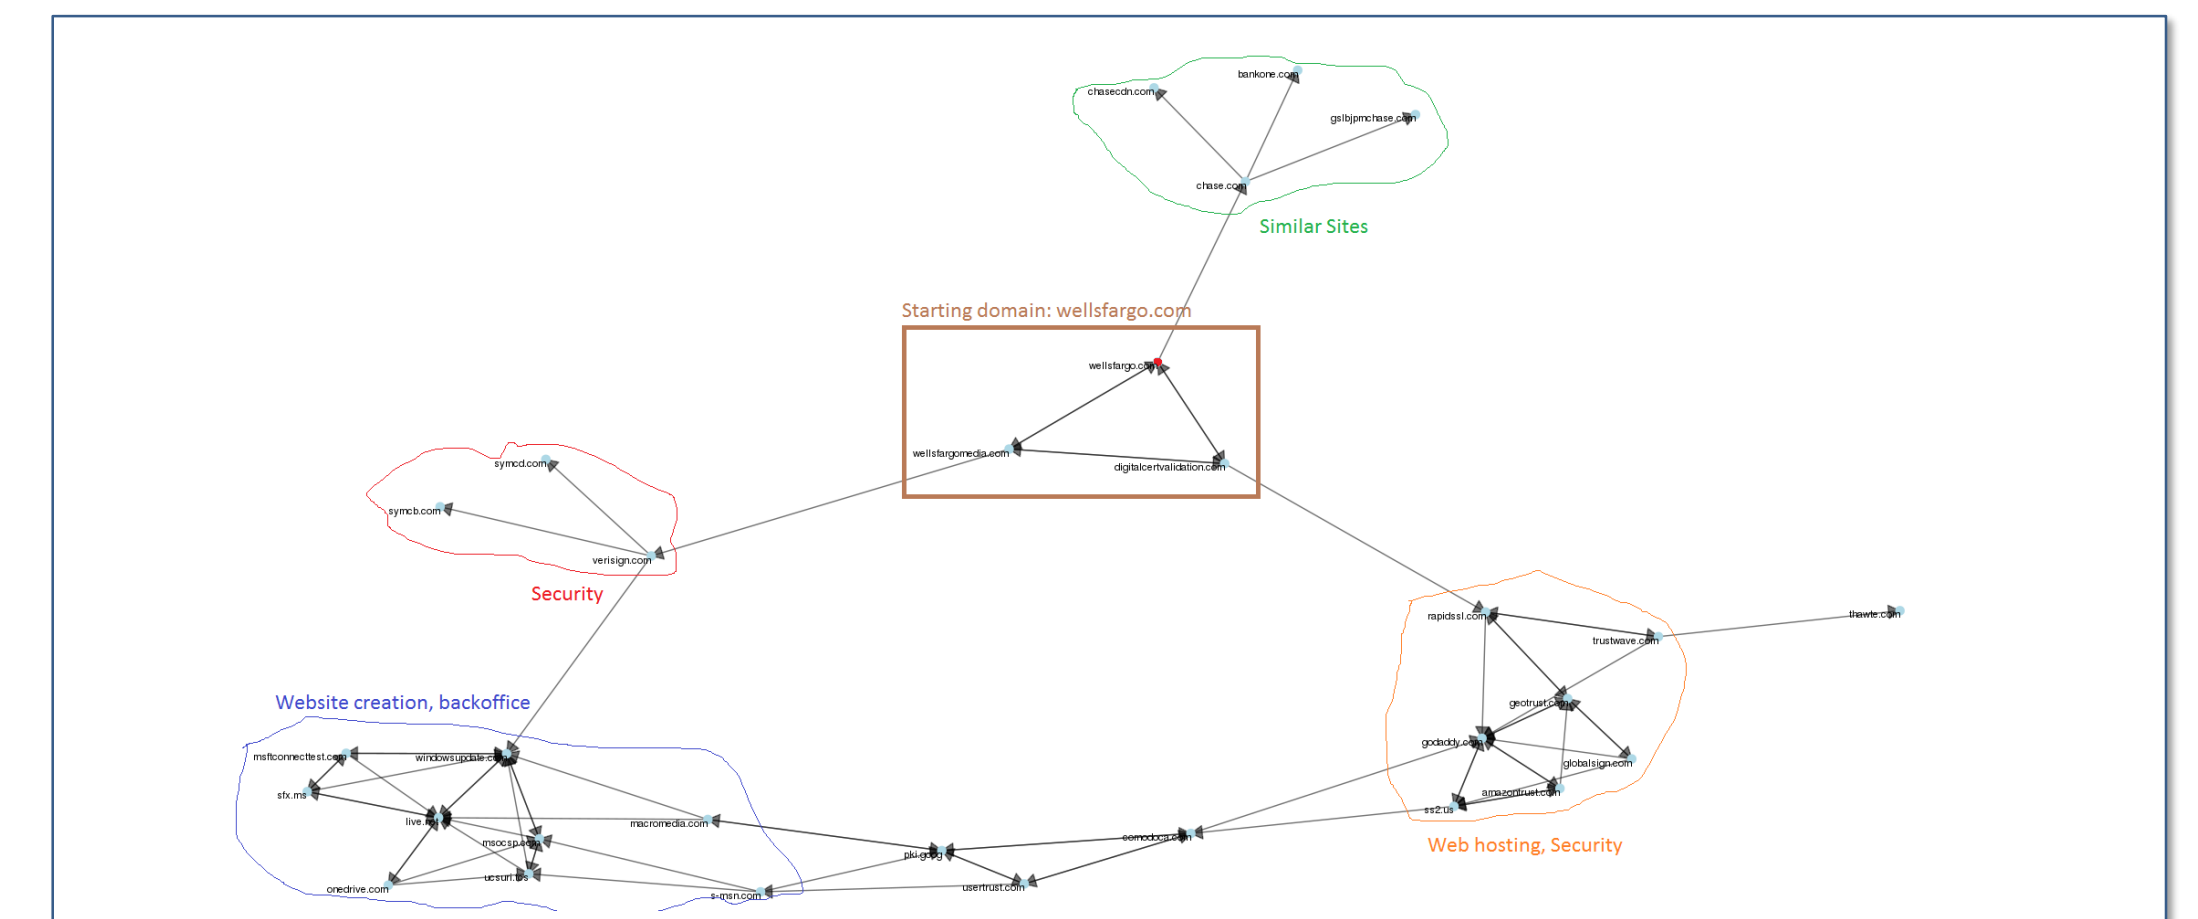 bankone.com
chasecdn.com
gslbjpmchase.com
chase.com
Similar Sites
Starting domain: wellsfargo.com
wellsfargo.com
wellsfargomedia.com
digitalcertvalidation.com
symcd.com
symcb.com
verisign.com
Security
rapidssl.com
thawte.com
trustwave.com
Website creation, backoffice
geotrust.com
godaddy.com
msftconnecttest.com
windowsupdate.com
globalsign.com
sfx.ms
amazontrust.com
ss2.us
live.net
macromedia.com
comodoca.com
msocsp.com
Web hosting, Security
pki.goog
ucsurl.tps
onedrive.com
usertrust.com
s-msn.com